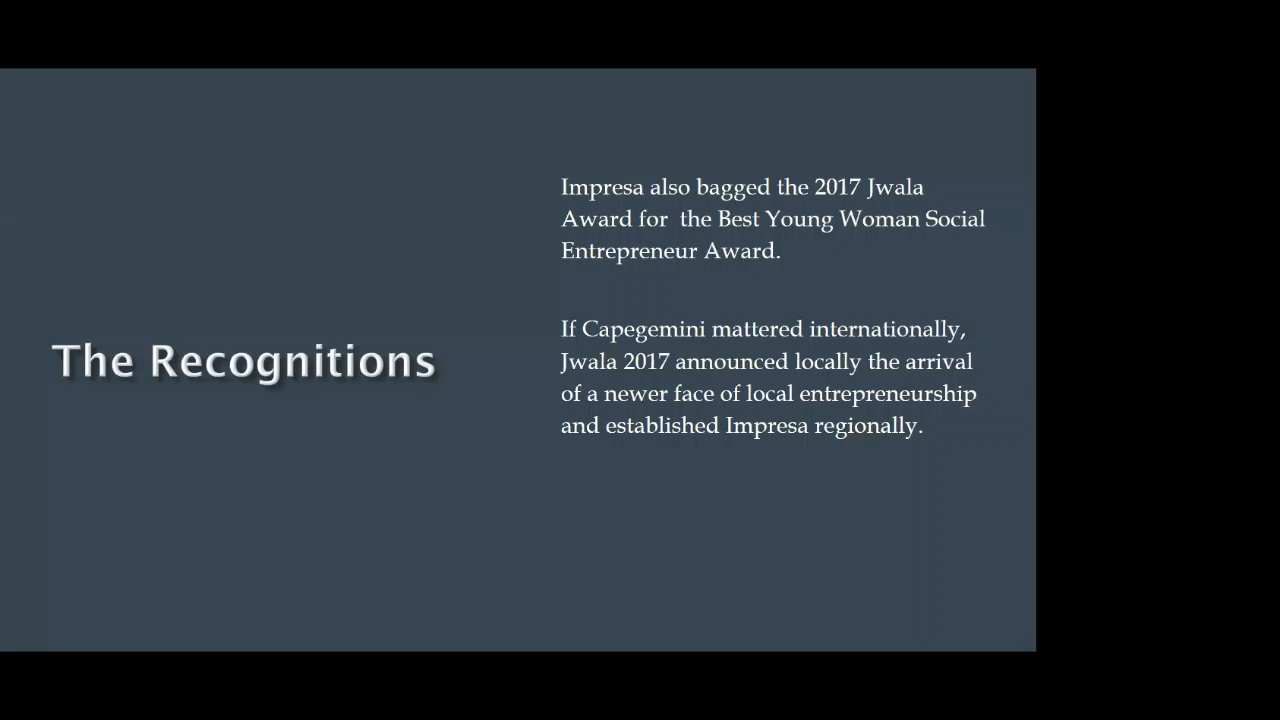 The Recognitions
Impresa also bagged the 2017 Jwala
Award for  the Best Young Woman Social
Entrepreneur Award.
If Capegemini mattered internationally,
Jwala 2017 announced locally the arrival
of a newer face of local entrepreneurship
and established Impresa regionally.